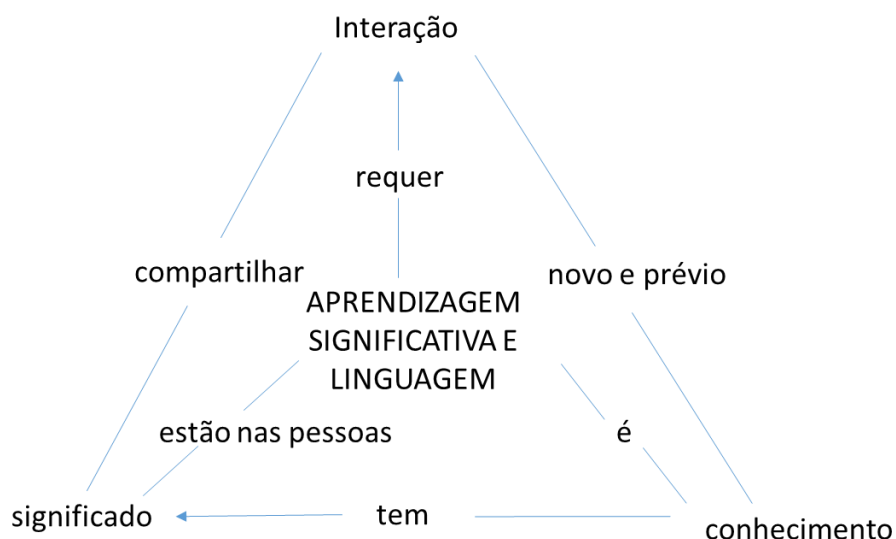 Interação
requer
compartilhar
novo e prévio
APRENDIZAGEM
SIGNIFICATIVA E
LINGUAGEM
estão nas pessoas
é
significado
tem
conhecimento